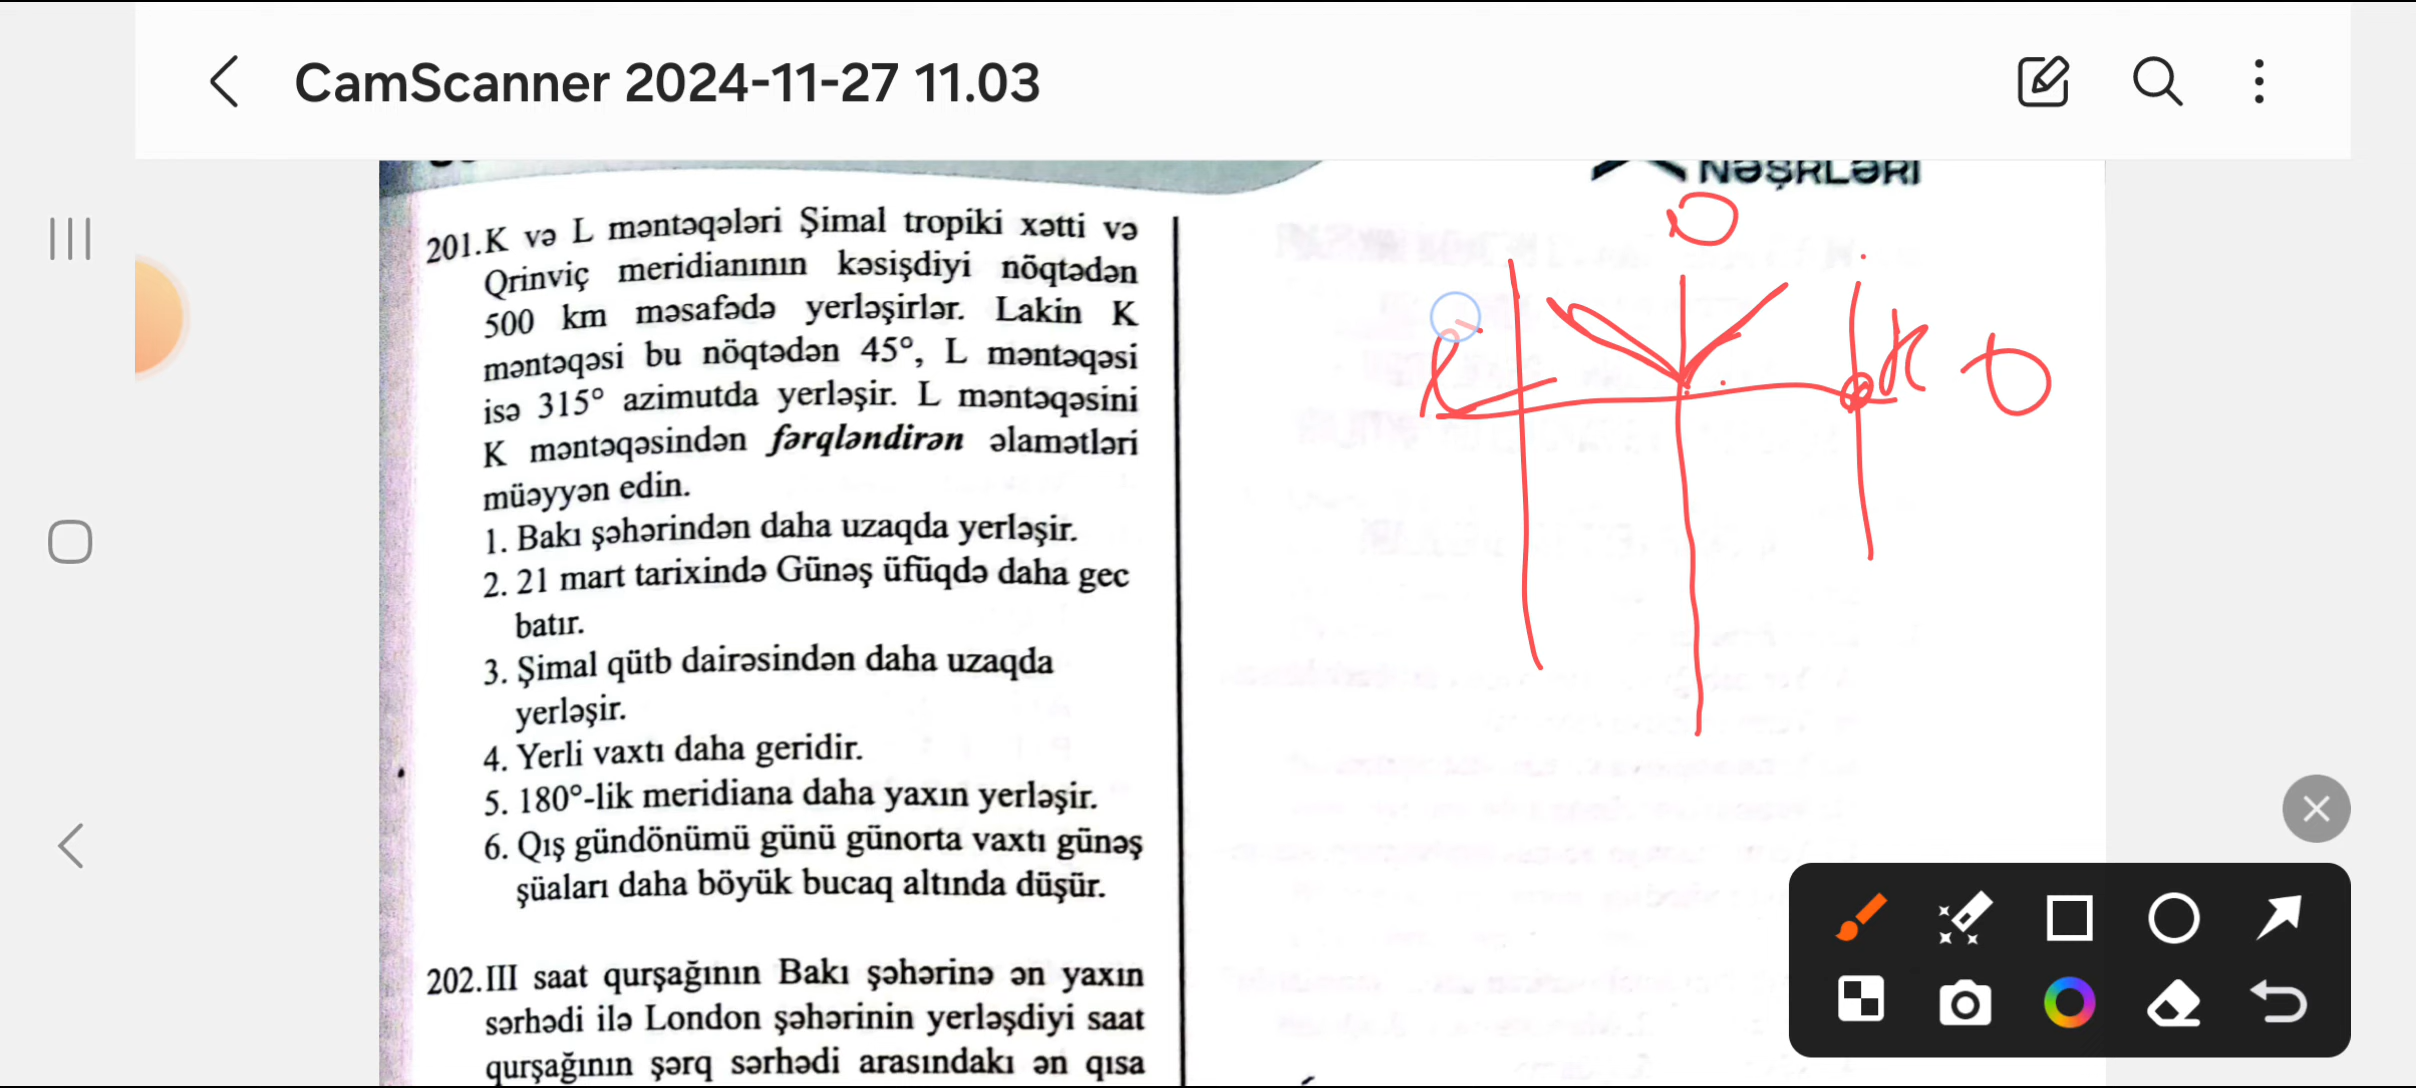 CamScanner 2024-11-27 11.03
NƏŞRLƏRİ
201. K və L məntəqələri Şimal tropiki xətti və
Qrinviç meridianının kəsişdiyi nöqtədən
500 km məsafədə yerləşirlər. Lakin K
məntəqəsi bu nöqtədən 45°, L məntəqəsi
isə 315° azimutda yerləşir. L məntəqəsini
K məntəqəsindən fərqləndirən əlamətləri
müəyyən edin.
1. Bakı şəhərindən daha uzaqda yerləşir.
2. 21 mart tarixində Günəş üfüqdə daha gec
batır.
3. Şimal qütb dairəsindən daha uzaqda
yerləşir.
4. Yerli vaxtı daha geridir.
5. 180°-lik meridiana daha yaxın yerləşir.
6. Qış gündönümü günü günorta vaxtı günəş
şüaları daha böyük bucaq altında düşür.
202. III saat qurşağının Bakı şəhərinə ən yaxın
sərhədi ilə London şəhərinin yerləşdiyi saat
qurşağının şərq sərhədi arasındakı ən qısa
K